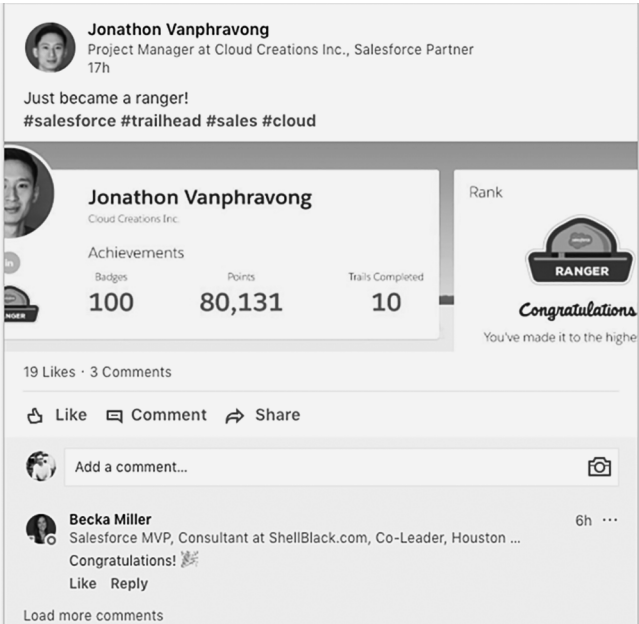 Jonathon Vanphravong
Project Manager at Cloud Creations Inc., Salesforce Partner
17h
Just became a ranger!
#salesforce #trailhead #sales #cloud
Jonathon Vanphravong
Cloud Creations Inc.
Achievements
Badges Points Trails Completed
100 80,131 10
in
NGER
Rank
RANGER
Congratulations
You've made it to the highe
19 Likes · 3 Comments
Like Comment Share
Add a comment...
Becka Miller 6h ...
Salesforce MVP, Consultant at ShellBlack.com, Co-Leader, Houston ...
Congratulations!
Like Reply
Load more comments